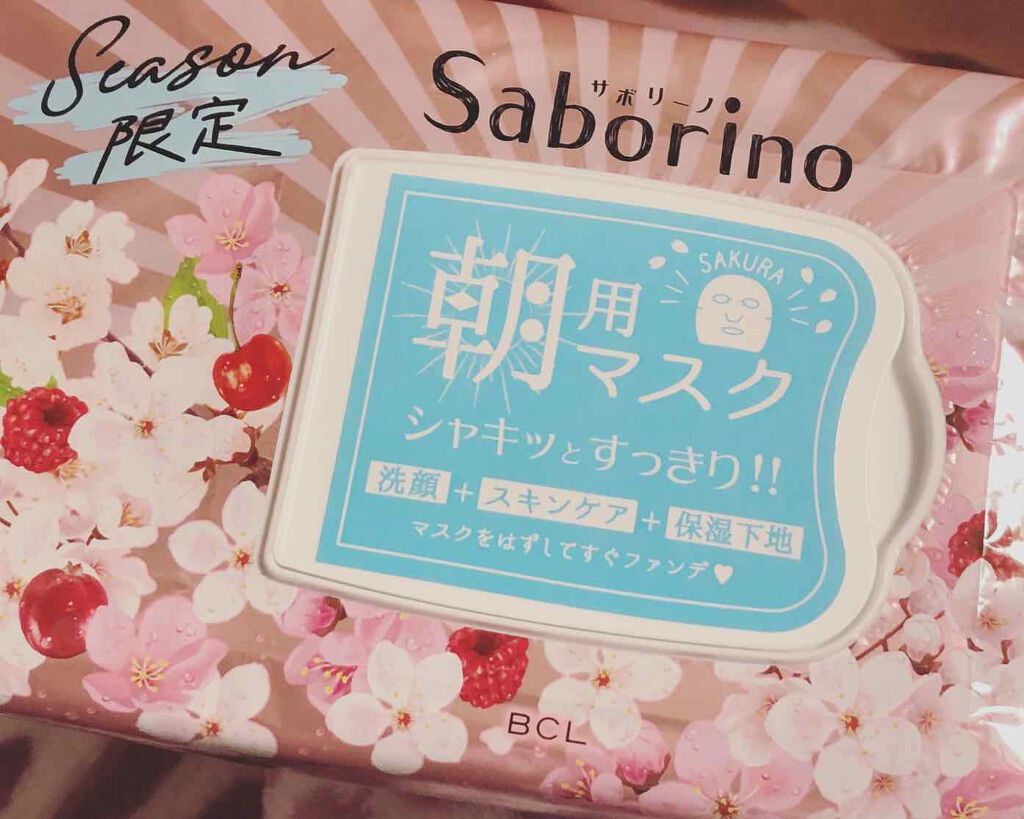 Season
限定
サボリーノ
Saborino
SAKURA
朝用
マスク
シャキッとすっきり!!
洗顔+スキンケア+保湿下地
マスクをはずしてすぐファンデ♥
BCL